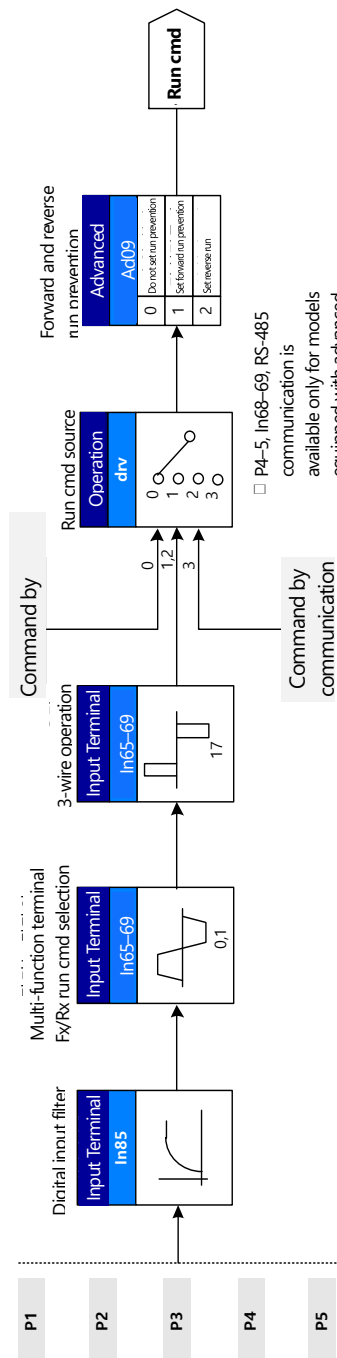 P1
P2
P3
P4
P5
Digital input filter
Input Terminal
In85
Multi-function terminal
Fx/Rx run cmd selection
Input Terminal
In65–69
0,1
3-wire operation
Input Terminal
In65–69
17
Command by
0
1,2
3
Command by
communication
Run cmd source
Operation
drv
0
1
2
3
□ P4–5, In68–69, RS-485
communication is
available only for models
equipped with advanced
Forward and reverse
run prevention
Advanced
Ad09
0 Do not set run prevention
1 Set forward run prevention
2 Set reverse run
Run cmd